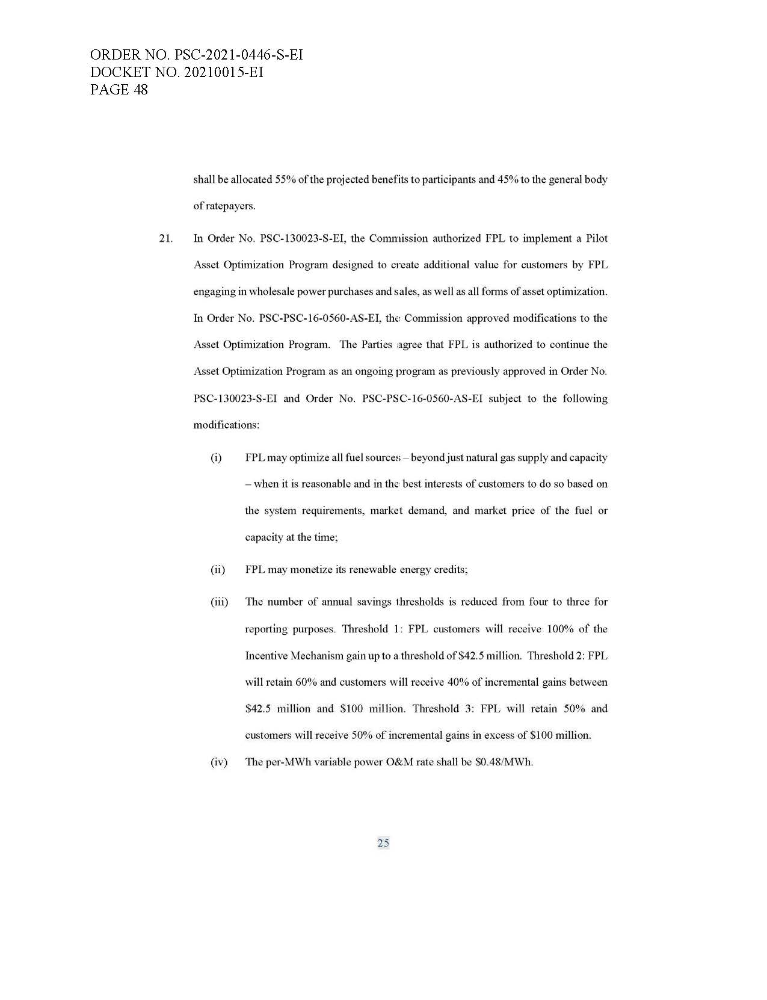 ORDER NO. PSC-2021-0446-S-EI
DOCKET NO. 20210015-EI
PAGE 48
shall be allocated 55% of the projected benefits to participants and 45% to the general body
of ratepayers.
21. In Order No. PSC-130023-S-EI, the Commission authorized FPL to implement a Pilot
Asset Optimization Program designed to create additional value for customers by FPL
engaging in wholesale power purchases and sales, as well as all forms of asset optimization.
In Order No. PSC-PSC-16-0560-AS-EI, the Commission approved modifications to the
Asset Optimization Program. The Parties agree that FPL is authorized to continue the
Asset Optimization Program as an ongoing program as previously approved in Order No.
PSC-130023-S-EI and Order No. PSC-PSC-16-0560-AS-EI subject to the following
modifications:
(i) FPL may optimize all fuel sources – beyond just natural gas supply and capacity
– when it is reasonable and in the best interests of customers to do so based on
the system requirements, market demand, and market price of the fuel or
capacity at the time;
(ii) FPL may monetize its renewable energy credits;
(iii) The number of annual savings thresholds is reduced from four to three for
reporting purposes. Threshold 1: FPL customers will receive 100% of the
Incentive Mechanism gain up to a threshold of $42.5 million. Threshold 2: FPL
will retain 60% and customers will receive 40% of incremental gains between
$42.5 million and $100 million. Threshold 3: FPL will retain 50% and
customers will receive 50% of incremental gains in excess of $100 million.
(iv) The per-MWh variable power O&M rate shall be $0.48/MWh.
25